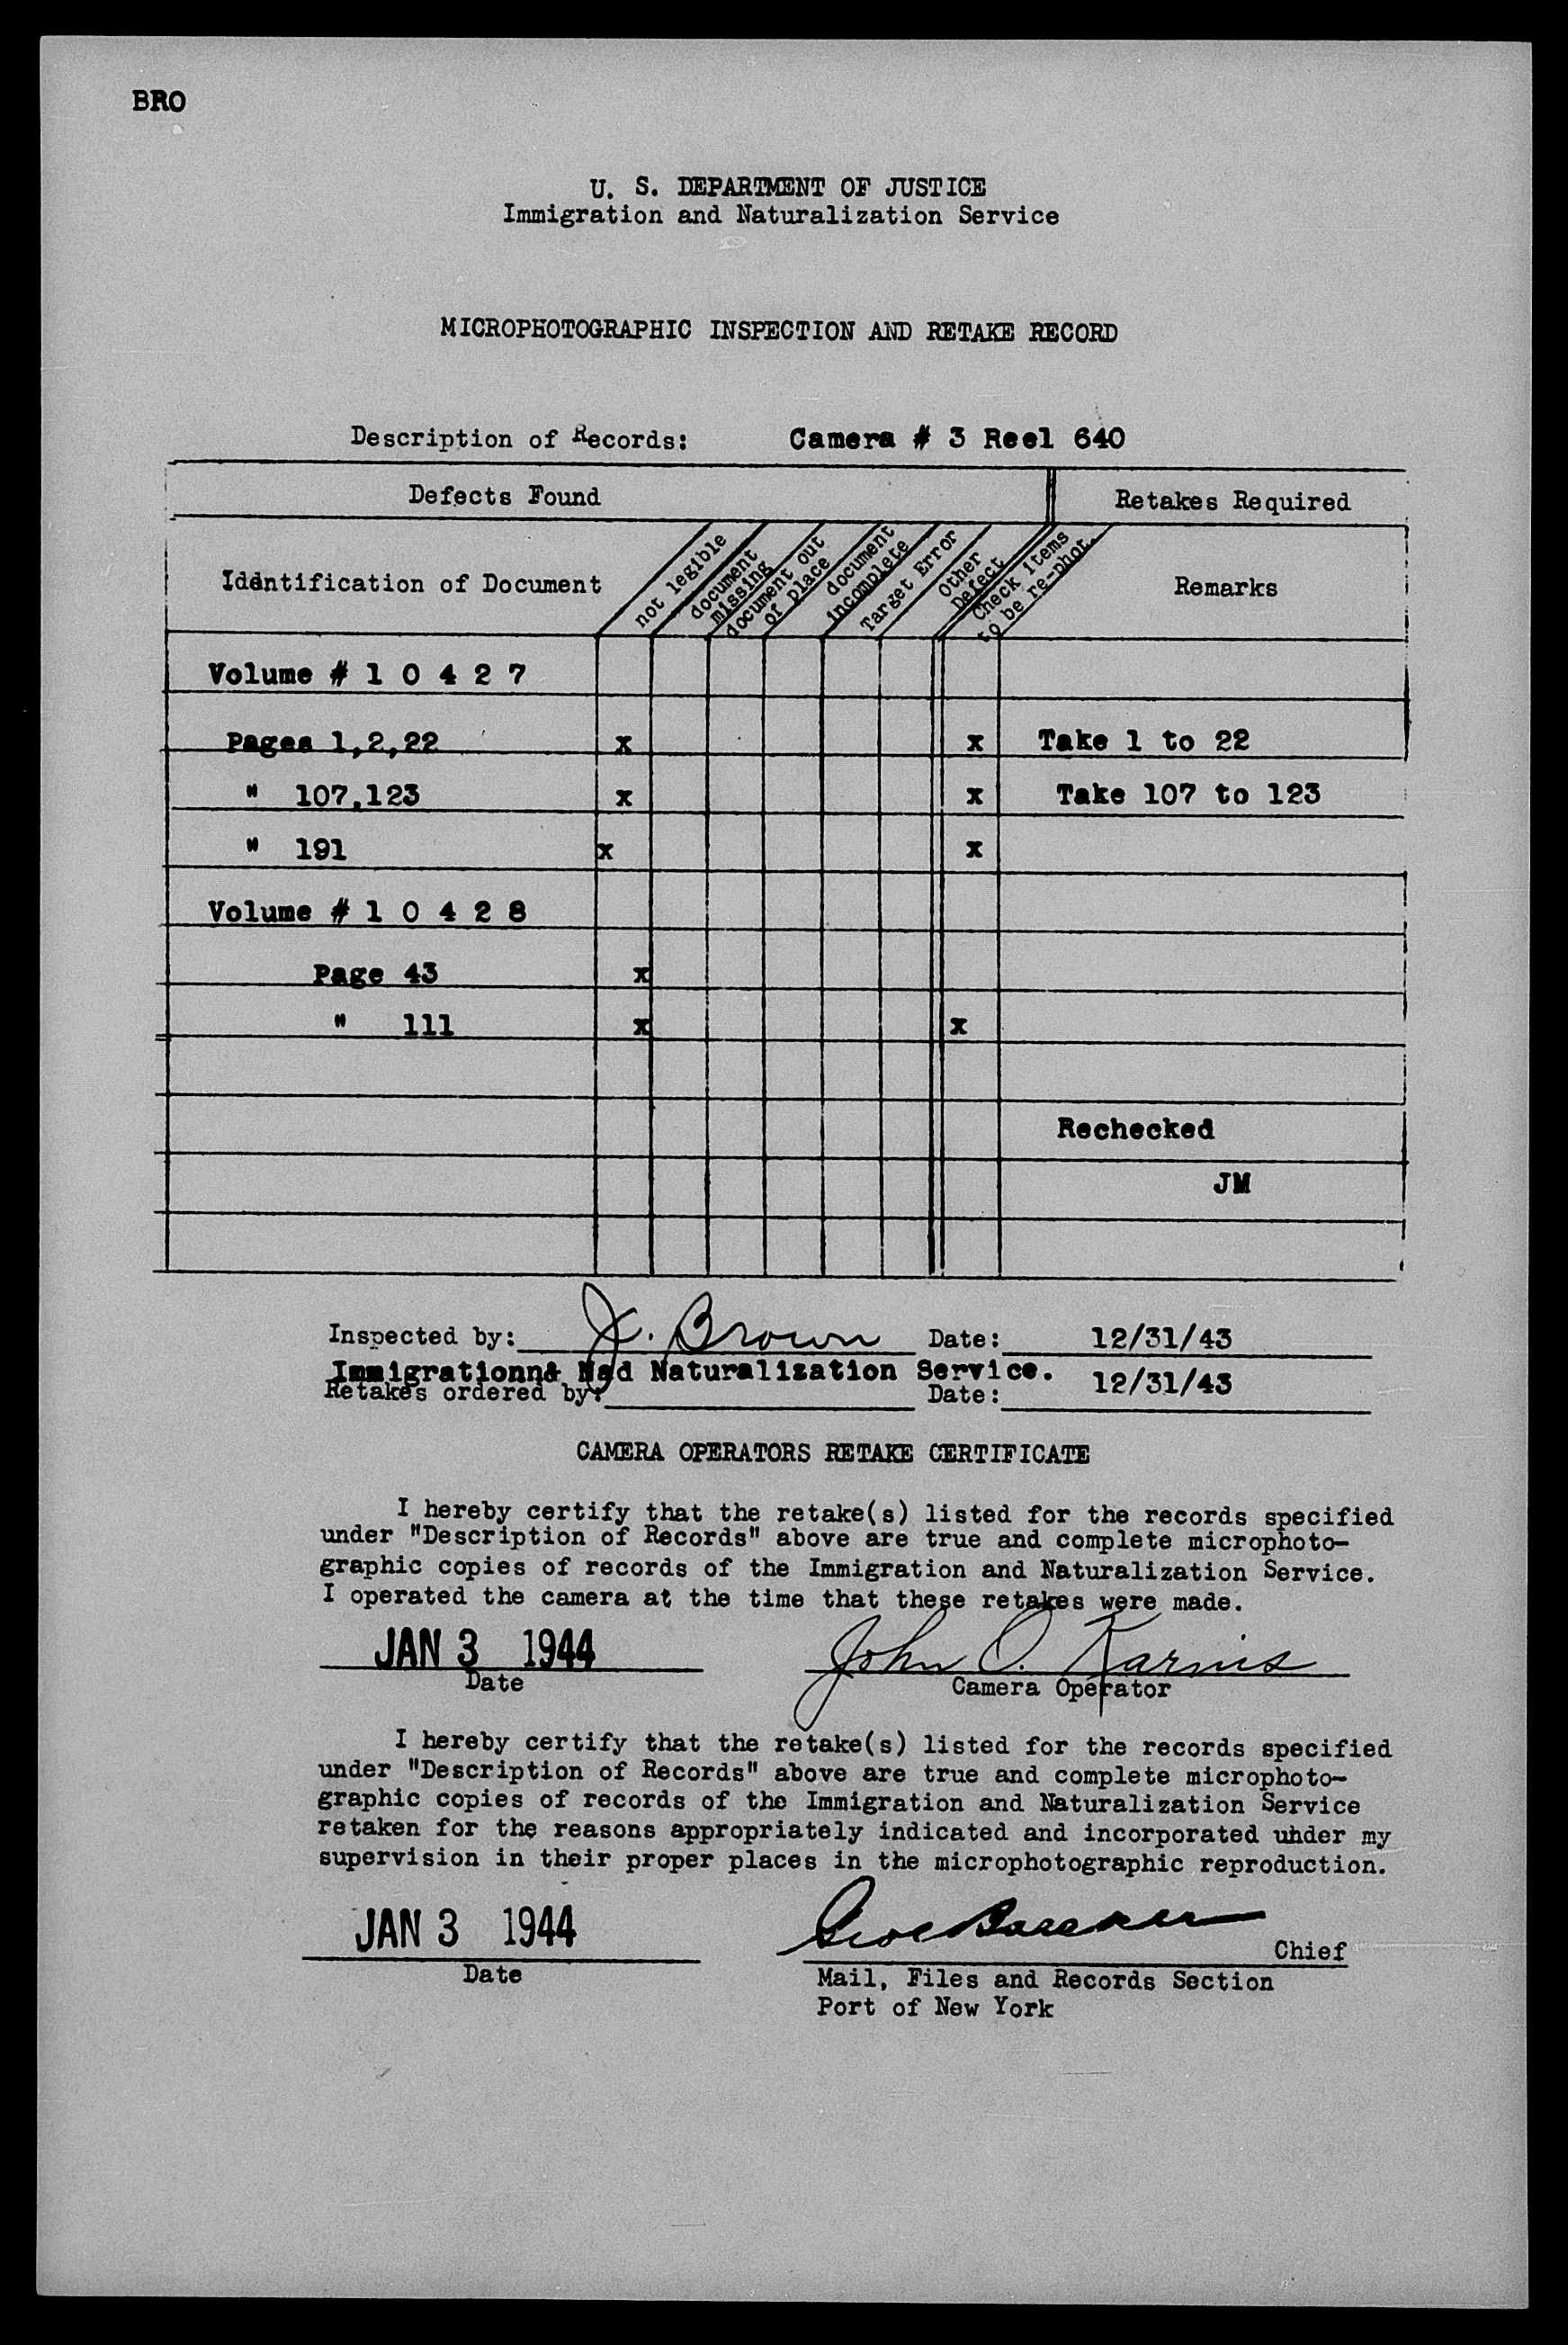 BRO
U. S. DEPARTMENT OF JUSTICE
Immigration and Naturalization Service
MICROPHOTOGRAPHIC INSPECTION AND RETAKE RECORD
Description of Records: Camera # 3 Reel 640
Defects Found Retakes Required
Identification of Document not legible document missing document out of place document incomplete Target Error Other Defect Check items to be re-phot. Remarks
Volume # 1 0 4 2 7
Pages 1,2,22 x x Take 1 to 22
" 107,123 x x Take 107 to 123
" 191 x x
Volume # 1 0 4 2 8
Page 43 x
" 111 x x
Rechecked
JM
Inspected by: J. Brown Date: 12/31/43
Immigrationn& Nad Naturalization Service.
Retakes ordered by: Date: 12/31/43
CAMERA OPERATORS RETAKE CERTIFICATE
I hereby certify that the retake(s) listed for the records specified
under "Description of Records" above are true and complete microphoto-
graphic copies of records of the Immigration and Naturalization Service.
I operated the camera at the time that these retakes were made.
JAN 3 1944 John O. Karnis
Date Camera Operator
I hereby certify that the retake(s) listed for the records specified
under "Description of Records" above are true and complete microphoto-
graphic copies of records of the Immigration and Naturalization Service
retaken for the reasons appropriately indicated and incorporated uhder my
supervision in their proper places in the microphotographic reproduction.
JAN 3 1944 Chief
Date Mail, Files and Records Section
Port of New York